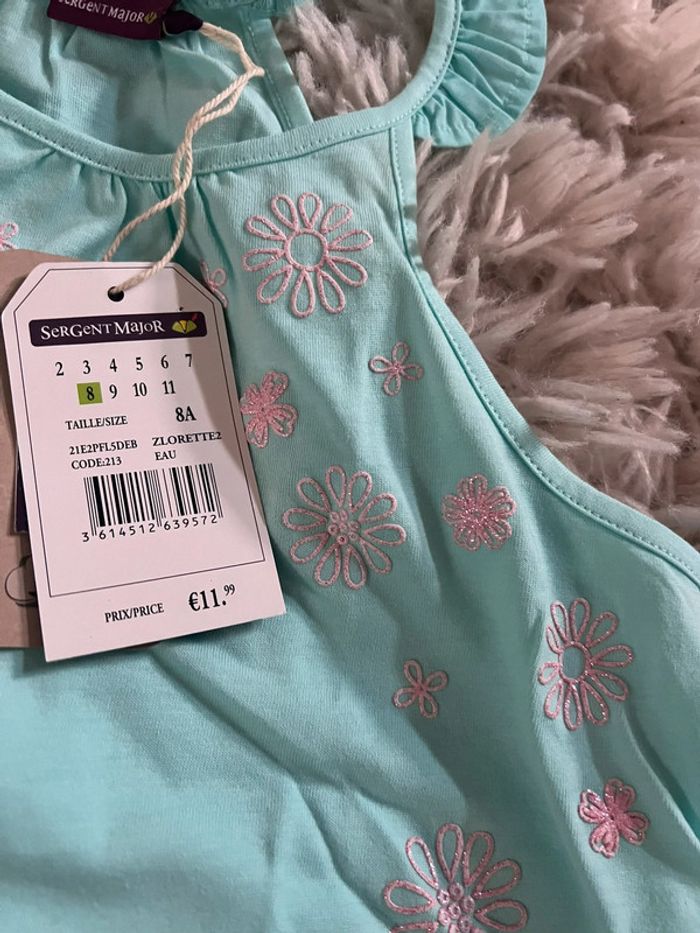 SERGENT MAJOR
SeRGeNT MaJoR
2 3 4 5 6 7
8 9 10 11
TAILLE/SIZE 8A
21E2PFL5DEB ZLORETTE2
CODE:213 EAU
3 614512 639572
PRIX/PRICE €11.99